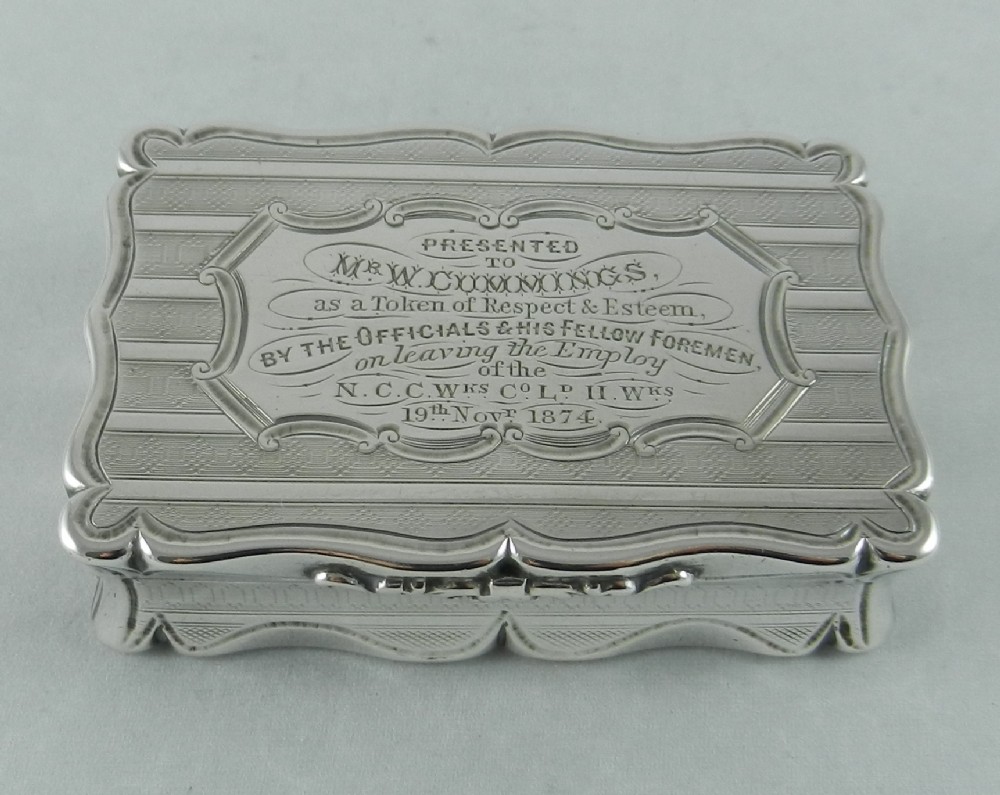 PRESENTED
TO
MR. W. CUMMINGS,
as a Token of Respect & Esteem,
BY THE OFFICIALS & HIS FELLOW FOREMEN,
on leaving the Employ
of the
N. C. C. WKS CO. LD. H. WKS
19th Novr. 1874.